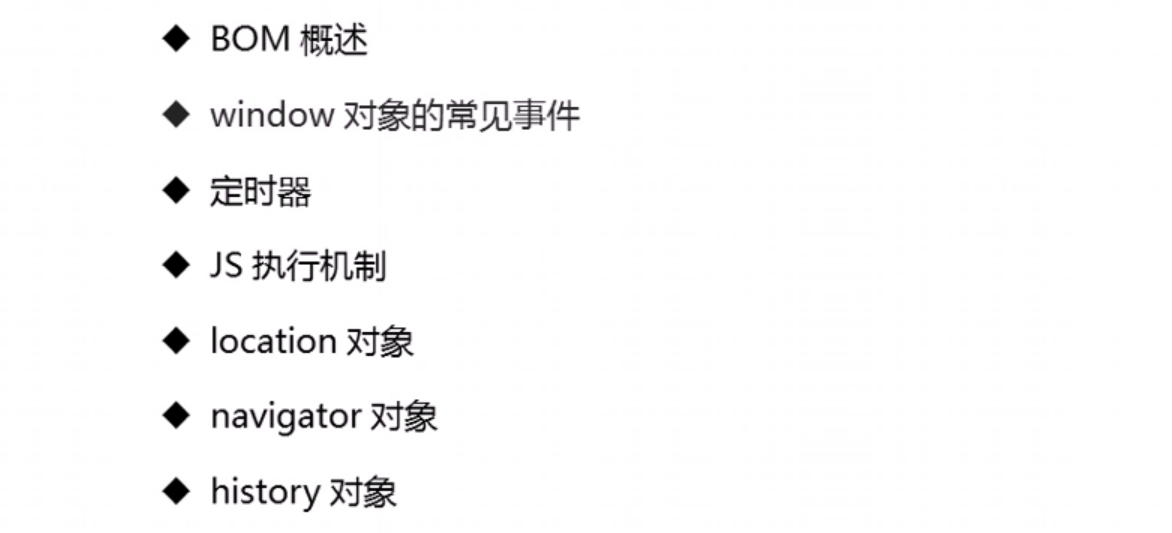 ◆ BOM 概述
◆ window 对象的常见事件
◆ 定时器
◆ JS 执行机制
◆ location 对象
◆ navigator 对象
◆ history 对象